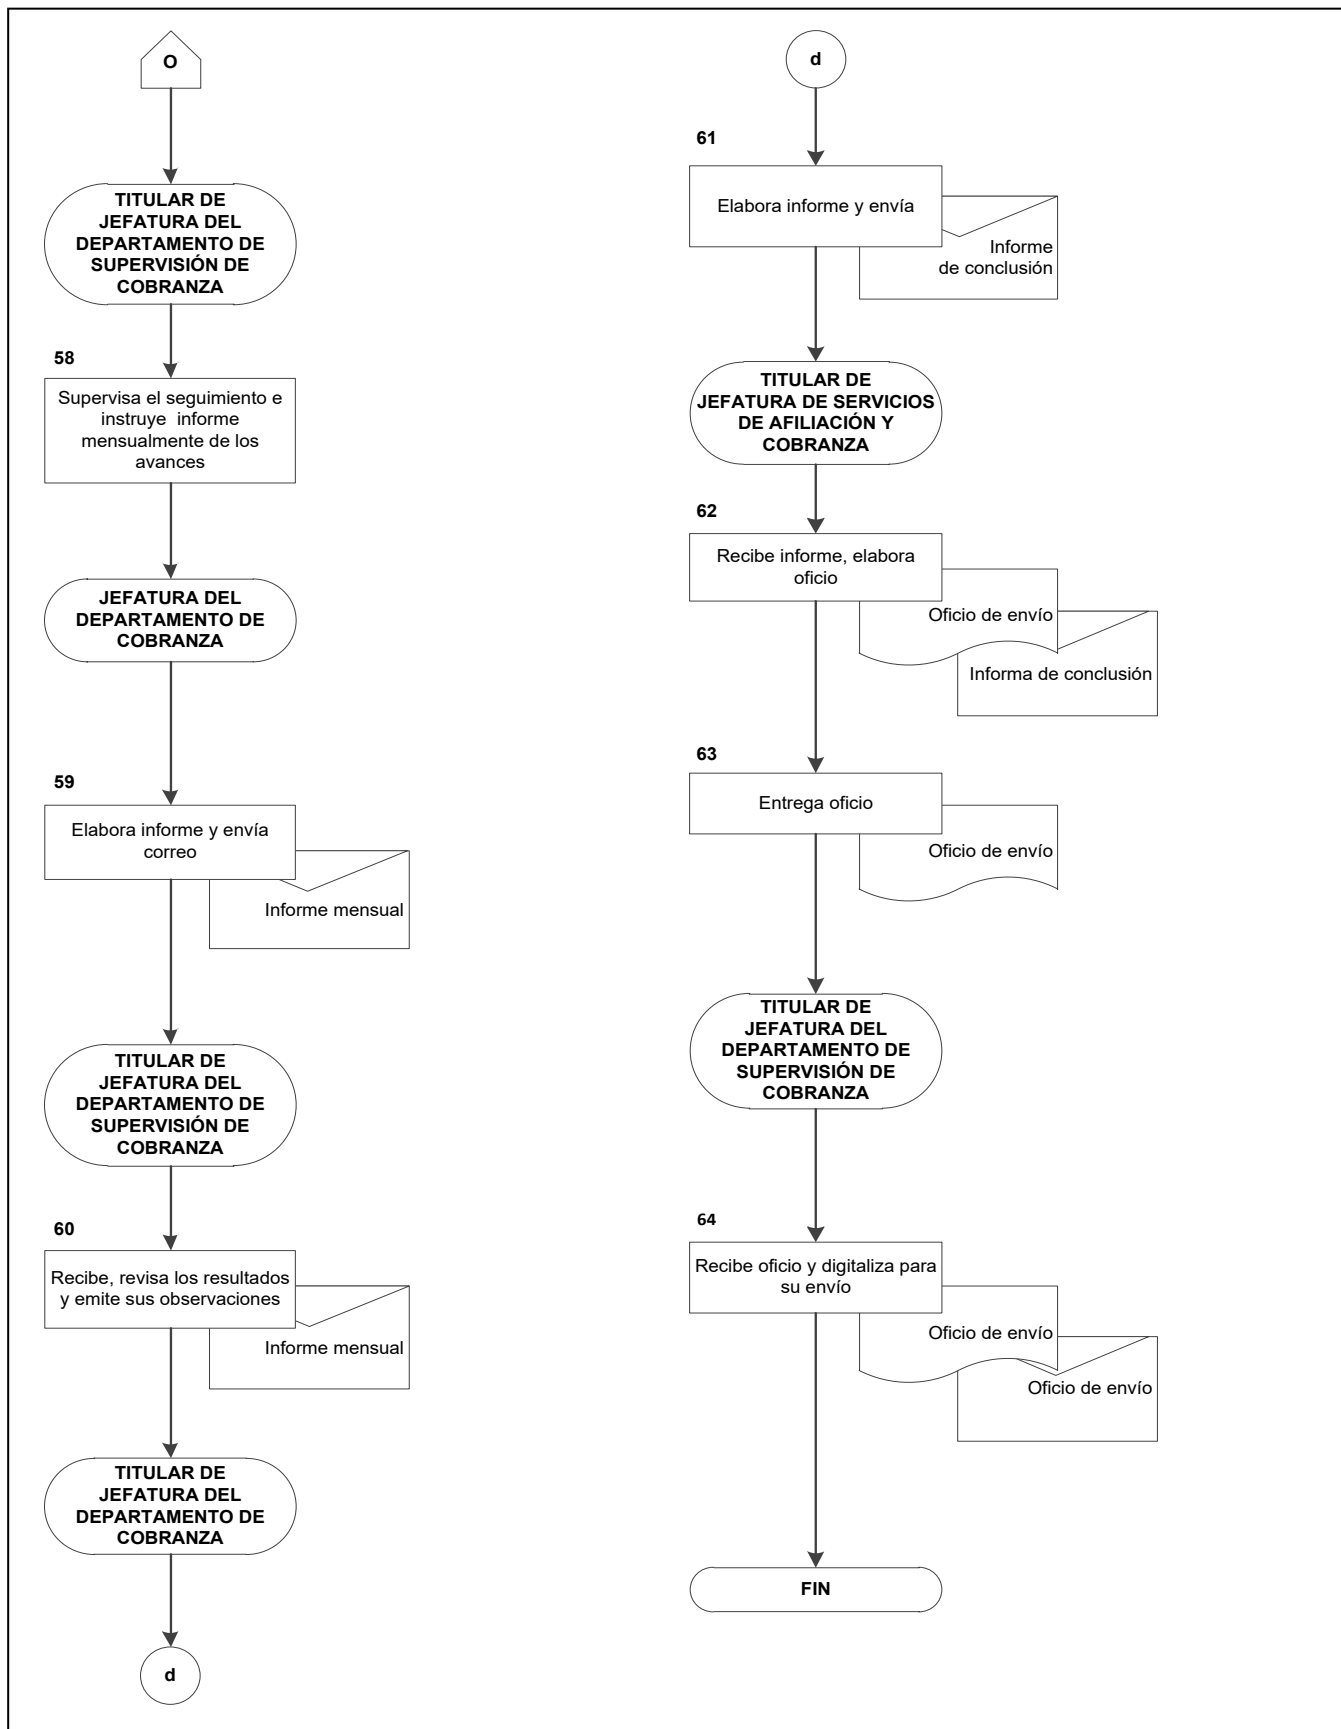 O
TITULAR DE
JEFATURA DEL
DEPARTAMENTO DE
SUPERVISIÓN DE
COBRANZA
58
Supervisa el seguimiento e
instruye informe
mensualmente de los
avances
JEFATURA DEL
DEPARTAMENTO DE
COBRANZA
59
Elabora informe y envía
correo
Informe mensual
TITULAR DE
JEFATURA DEL
DEPARTAMENTO DE
SUPERVISIÓN DE
COBRANZA
60
Recibe, revisa los resultados
y emite sus observaciones
Informe mensual
TITULAR DE
JEFATURA DEL
DEPARTAMENTO DE
COBRANZA
d
d
61
Elabora informe y envía
Informe
de conclusión
TITULAR DE
JEFATURA DE SERVICIOS
DE AFILIACIÓN Y
COBRANZA
62
Recibe informe, elabora
oficio
Oficio de envío
Informa de conclusión
63
Entrega oficio
Oficio de envío
TITULAR DE
JEFATURA DEL
DEPARTAMENTO DE
SUPERVISIÓN DE
COBRANZA
64
Recibe oficio y digitaliza para
su envío
Oficio de envío
Oficio de envío
FIN